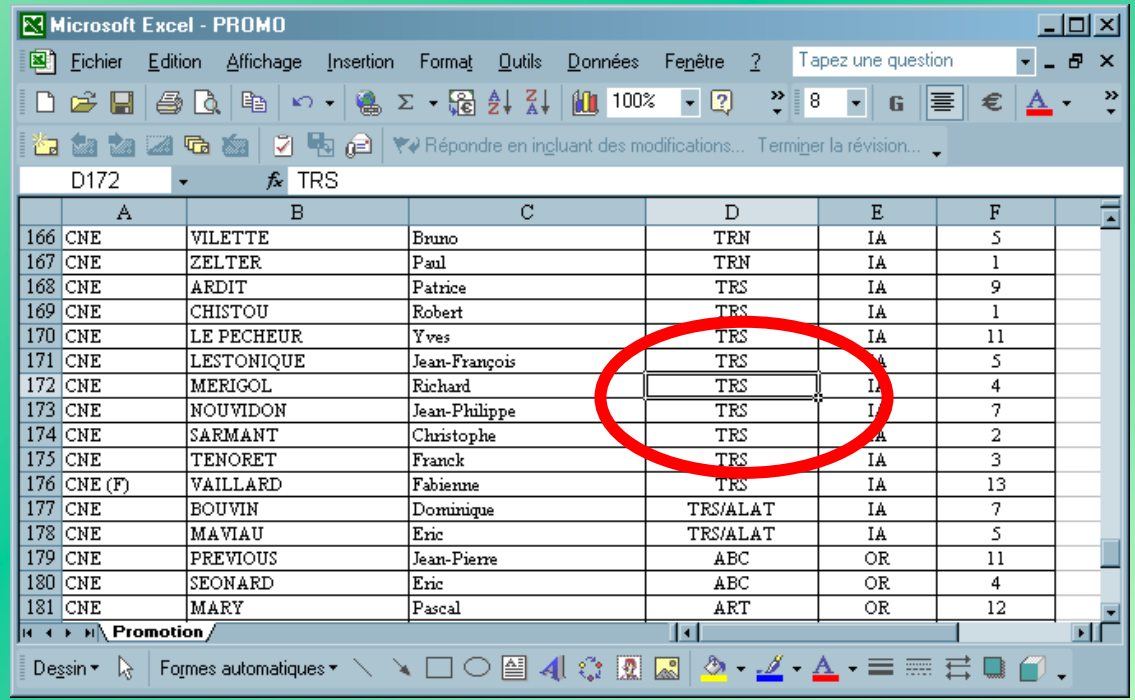 Microsoft Excel - PROMO
Fichier Edition Affichage Insertion Format Outils Données Fenêtre ? Tapez une question
Σ 100% ? » 8 G € A »
Répondre en incluant des modifications... Terminer la révision...
D172 fx TRS
A B C D E F
166 CNE VILETTE Bruno TRN IA 5
167 CNE ZELTER Paul TRN IA 1
168 CNE ARDIT Patrice TRS IA 9
169 CNE CHISTOU Robert TRS IA 1
170 CNE LE PECHEUR Yves TRS IA 11
171 CNE LESTONIQUE Jean-François TRS IA 5
172 CNE MERIGOL Richard TRS IA 4
173 CNE NOUVIDON Jean-Philippe TRS IA 7
174 CNE SARMANT Christophe TRS IA 2
175 CNE TENORET Franck TRS IA 3
176 CNE (F) VAILLARD Fabienne TRS IA 13
177 CNE BOUVIN Dominique TRS/ALAT IA 7
178 CNE MAVIAU Eric TRS/ALAT IA 5
179 CNE PREVIOUS Jean-Pierre ABC OR 11
180 CNE SEONARD Eric ABC OR 4
181 CNE MARY Pascal ART OR 12
Promotion
Dessin Formes automatiques A A